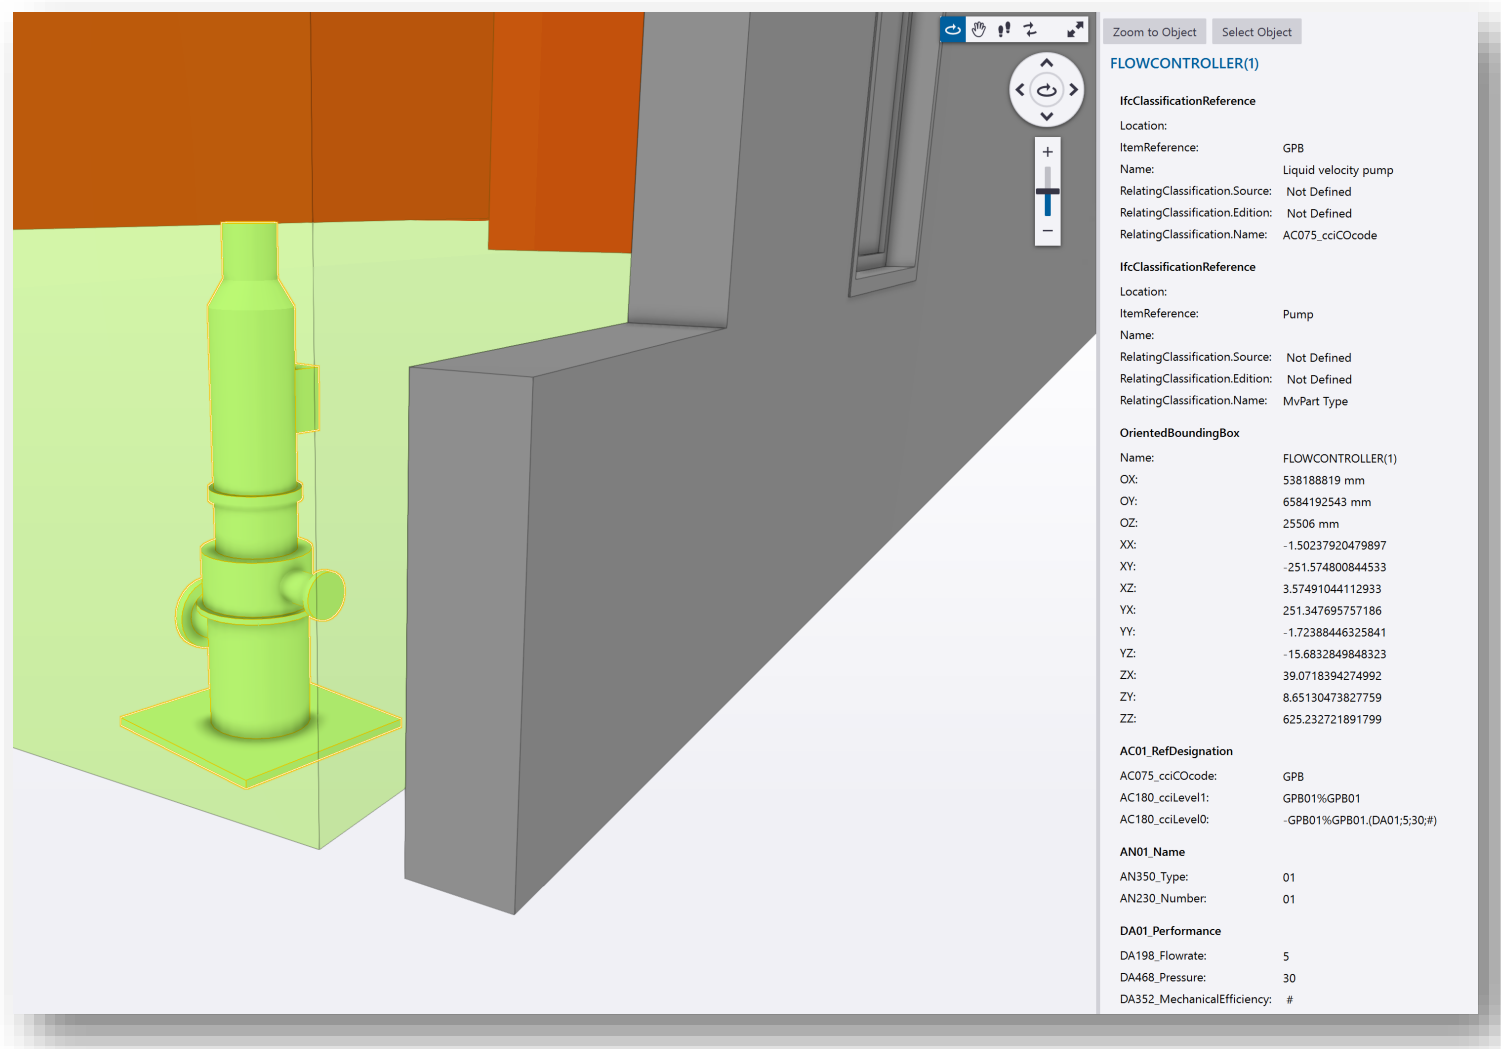 Zoom to Object Select Object
FLOWCONTROLLER(1)
IfcClassificationReference
Location:
ItemReference: GPB
Name: Liquid velocity pump
RelatingClassification.Source: Not Defined
RelatingClassification.Edition: Not Defined
RelatingClassification.Name: AC075_cciCOcode
IfcClassificationReference
Location:
ItemReference: Pump
Name:
RelatingClassification.Source: Not Defined
RelatingClassification.Edition: Not Defined
RelatingClassification.Name: MvPart Type
OrientedBoundingBox
Name: FLOWCONTROLLER(1)
OX: 538188819 mm
OY: 6584192543 mm
OZ: 25506 mm
XX: -1.50237920479897
XY: -251.574800844533
XZ: 3.57491044112933
YX: 251.347695757186
YY: -1.72388446325841
YZ: -15.6832849848323
ZX: 39.0718394274992
ZY: 8.65130473827759
ZZ: 625.232721891799
AC01_RefDesignation
AC075_cciCOcode: GPB
AC180_cciLevel1: GPB01%GPB01
AC180_cciLevel0: -GPB01%GPB01.(DA01;5;30;#)
AN01_Name
AN350_Type: 01
AN230_Number: 01
DA01_Performance
DA198_Flowrate: 5
DA468_Pressure: 30
DA352_MechanicalEfficiency: #